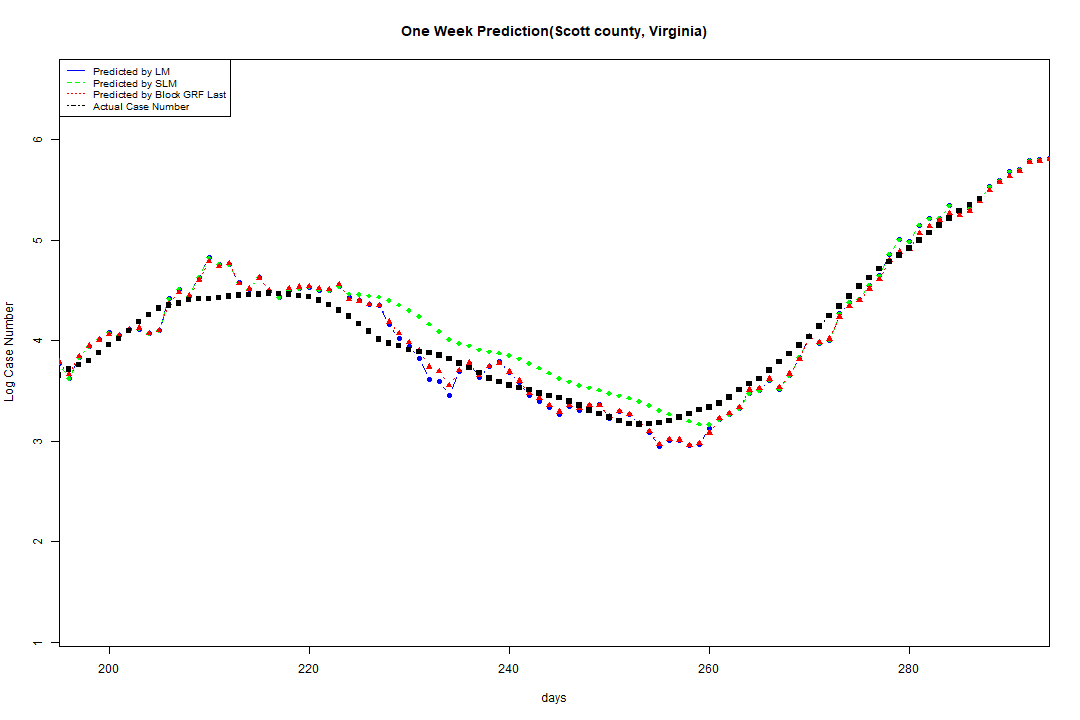 One Week Prediction(Scott county, Virginia)
Predicted by LM
Predicted by SLM
Predicted by Block GRF Last
Actual Case Number
6
5
4
3
2
1
Log Case Number
200 220 240 260 280
days